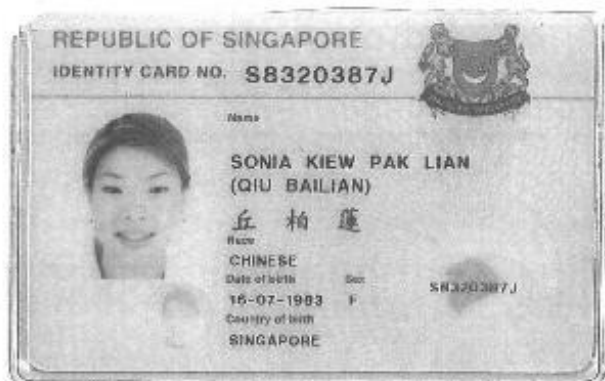 REPUBLIC OF SINGAPORE
IDENTITY CARD NO. S8320387J
Name
SONIA KIEW PAK LIAN
(QIU BAILIAN)
丘 柏 蓮
Race
CHINESE
Date of birth Sex
16-07-1983 F S8320387J
Country of birth
SINGAPORE